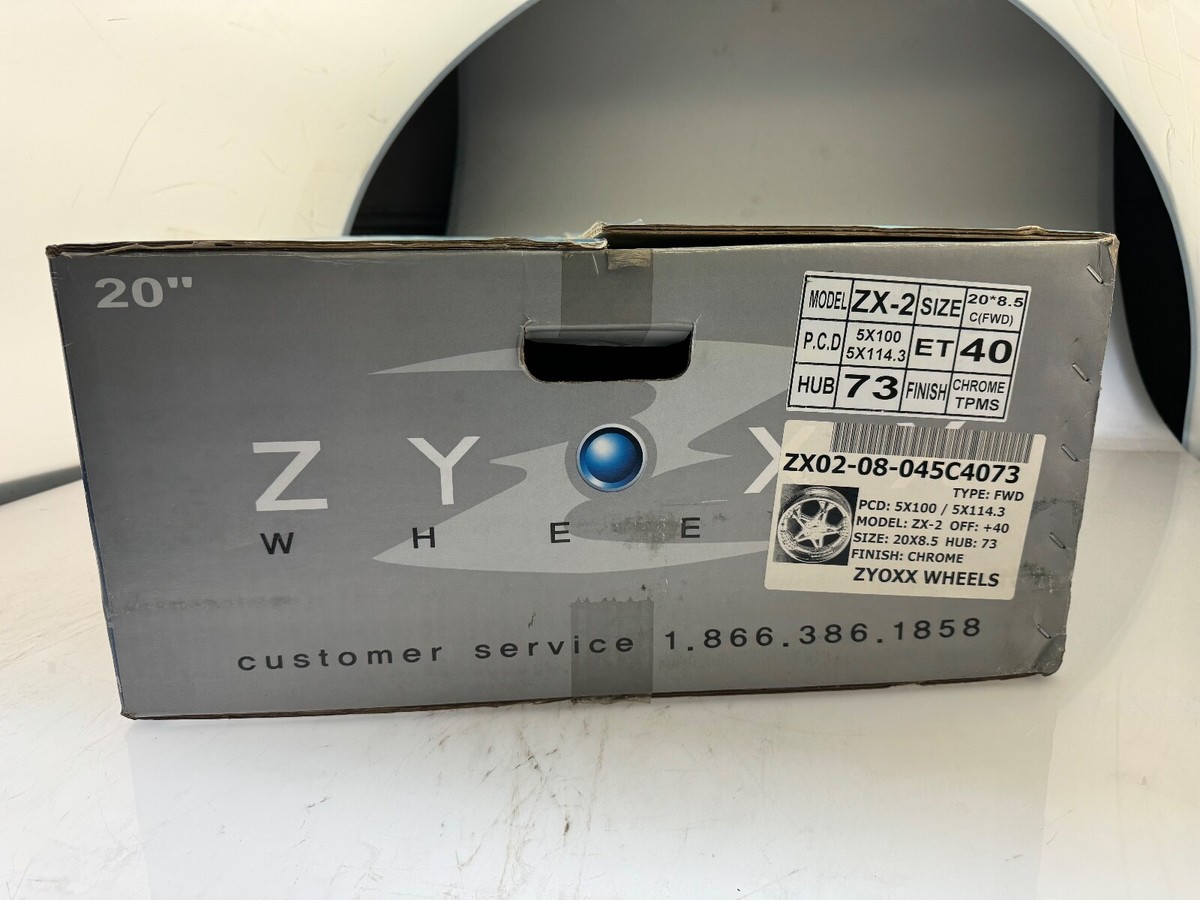 20"
MODEL ZX-2 SIZE 20*8.5 C(FWD)
P.C.D 5X100 5X114.3 ET 40
HUB 73 FINISH CHROME TPMS
ZY XX
WHEE
ZX02-08-045C4073
TYPE: FWD
PCD: 5X100 / 5X114.3
MODEL: ZX-2 OFF: +40
SIZE: 20X8.5 HUB: 73
FINISH: CHROME
ZYOXX WHEELS
customer service 1.866.386.1858